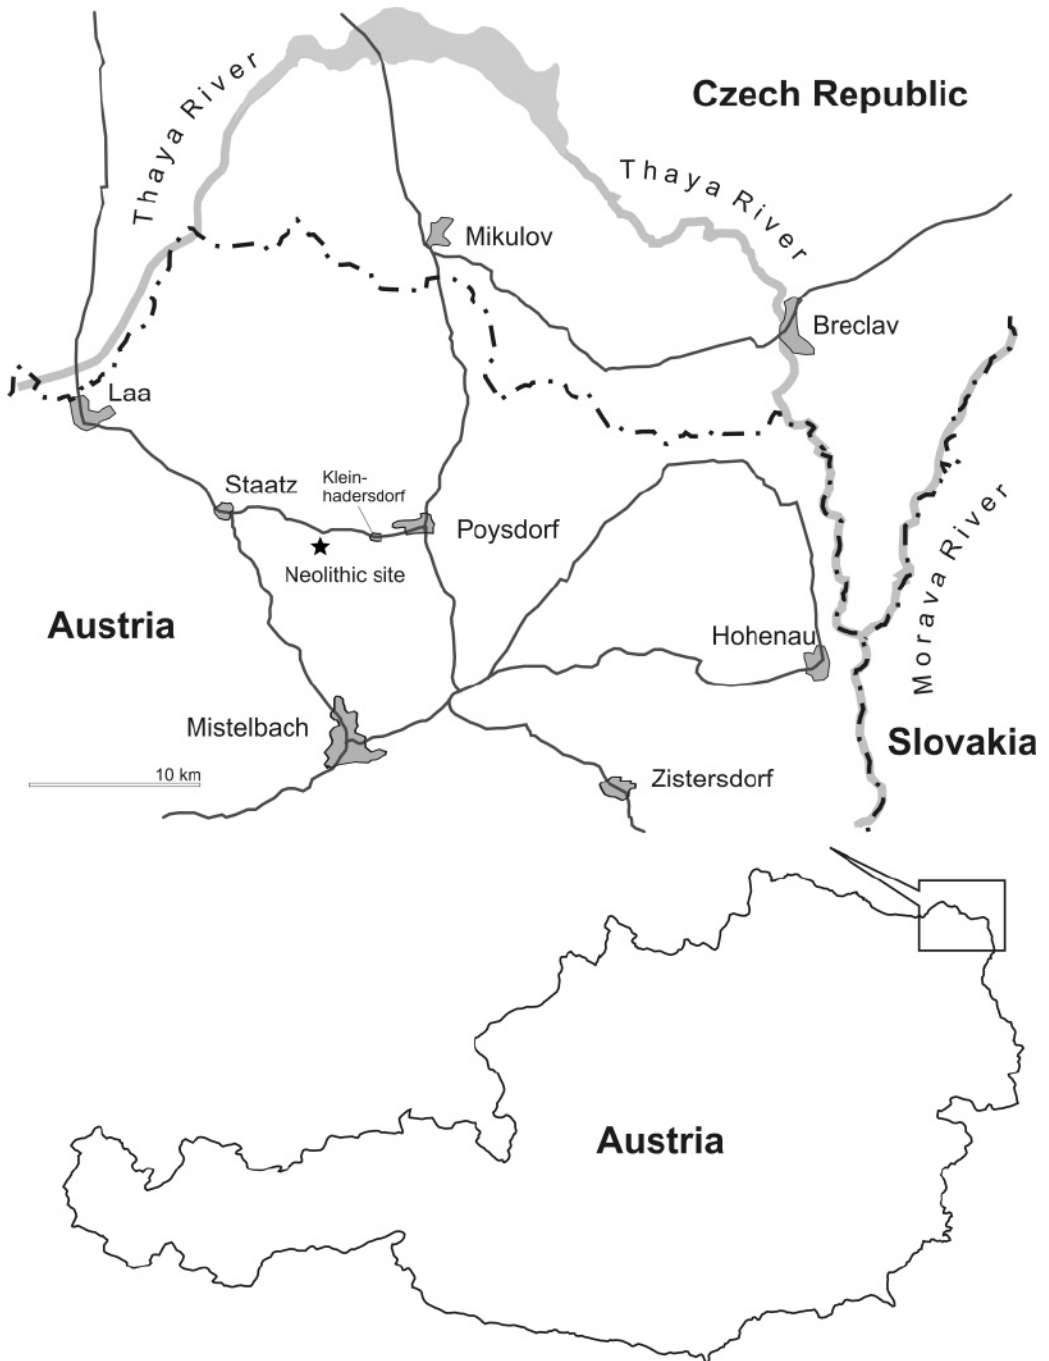 Czech Republic
Thaya River
Thaya River
Mikulov
Breclav
Laa
Staatz
Klein-
hadersdorf
Poysdorf
Neolithic site
Austria
Hohenau
Morava River
Mistelbach
Slovakia
10 km
Zistersdorf
Austria